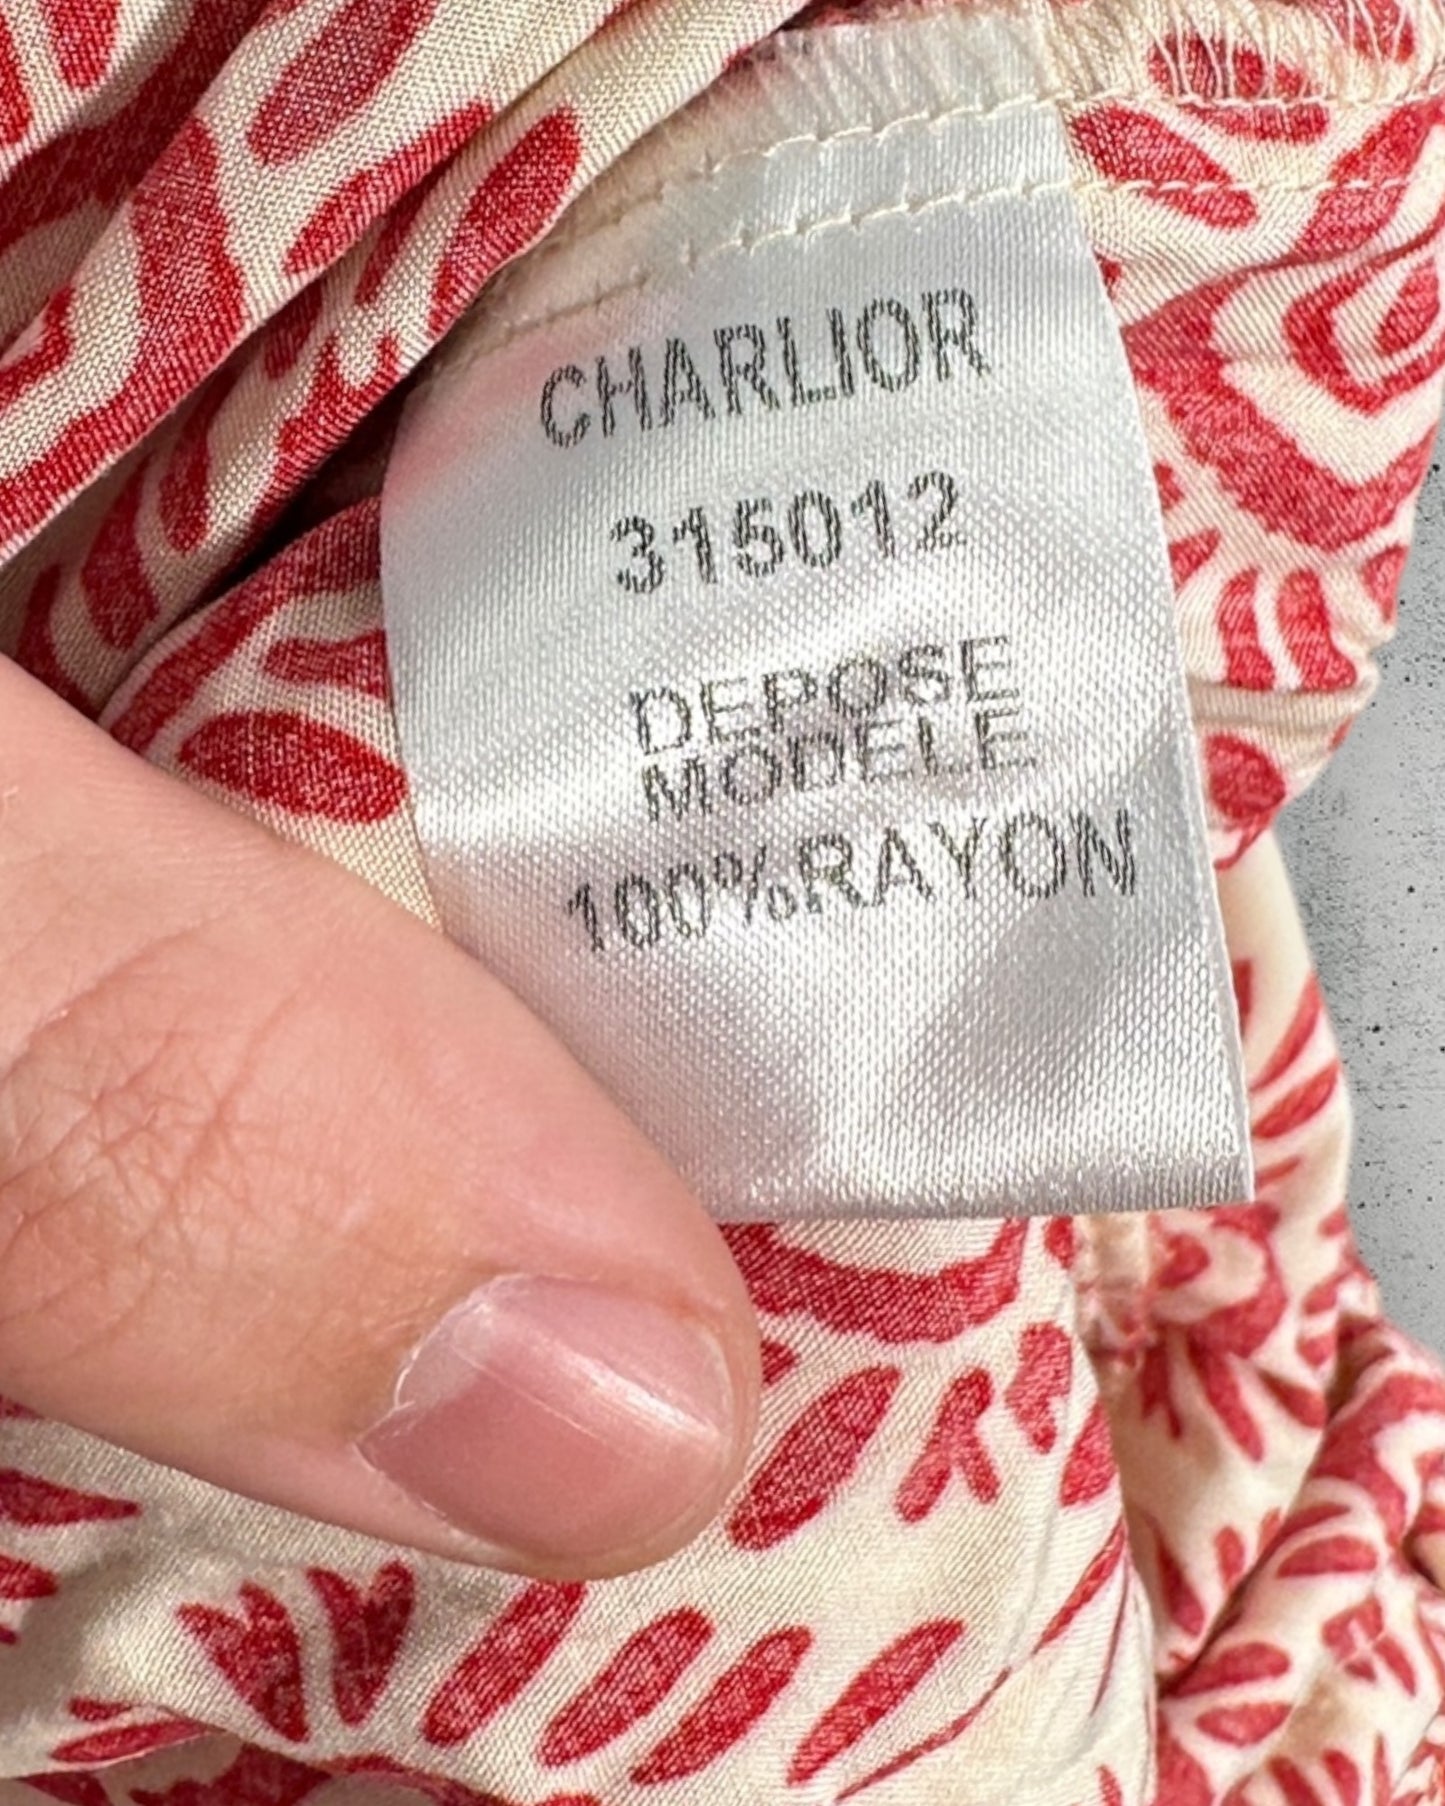 CHARLIOR
315012
DEPOSE
MODELE
100%RAYON